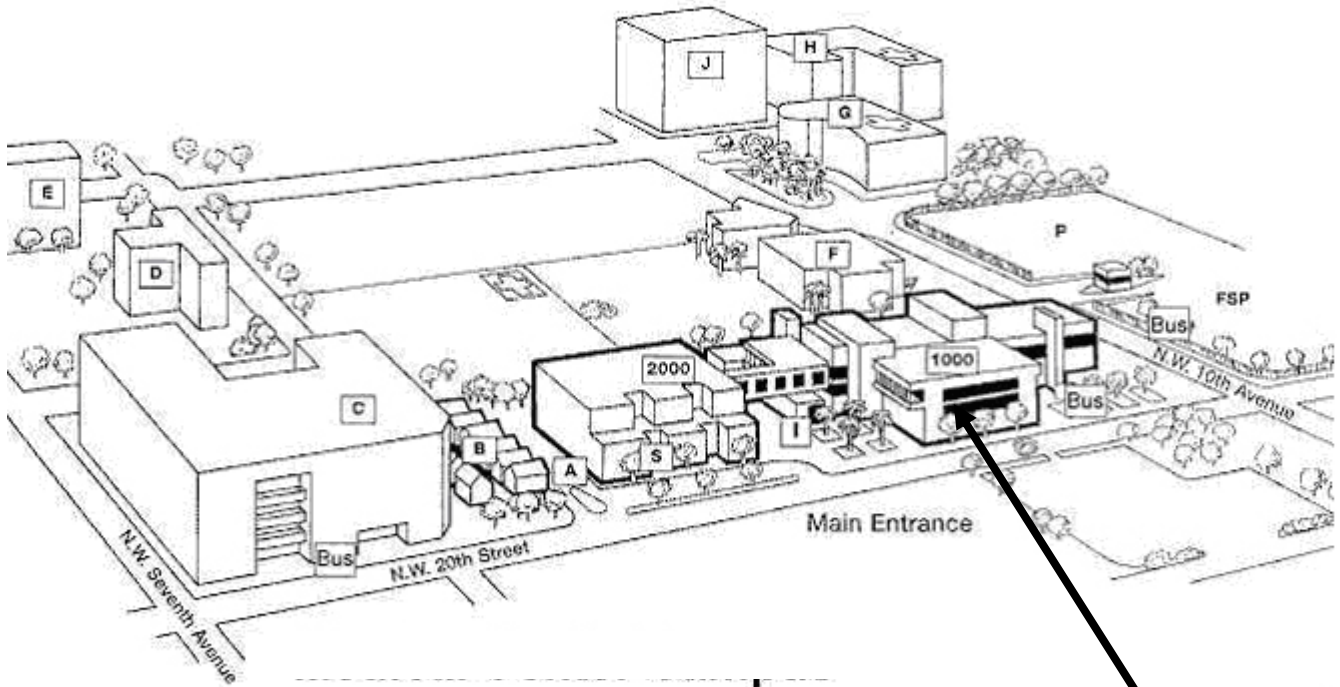 J
H
G
E
P
D
F
FSP
Bus
N.W. 10th Avenue
2000
1000
Bus
C
B
A
S
I
Main Entrance
Bus
N.W. 20th Street
N.W. Seventh Avenue